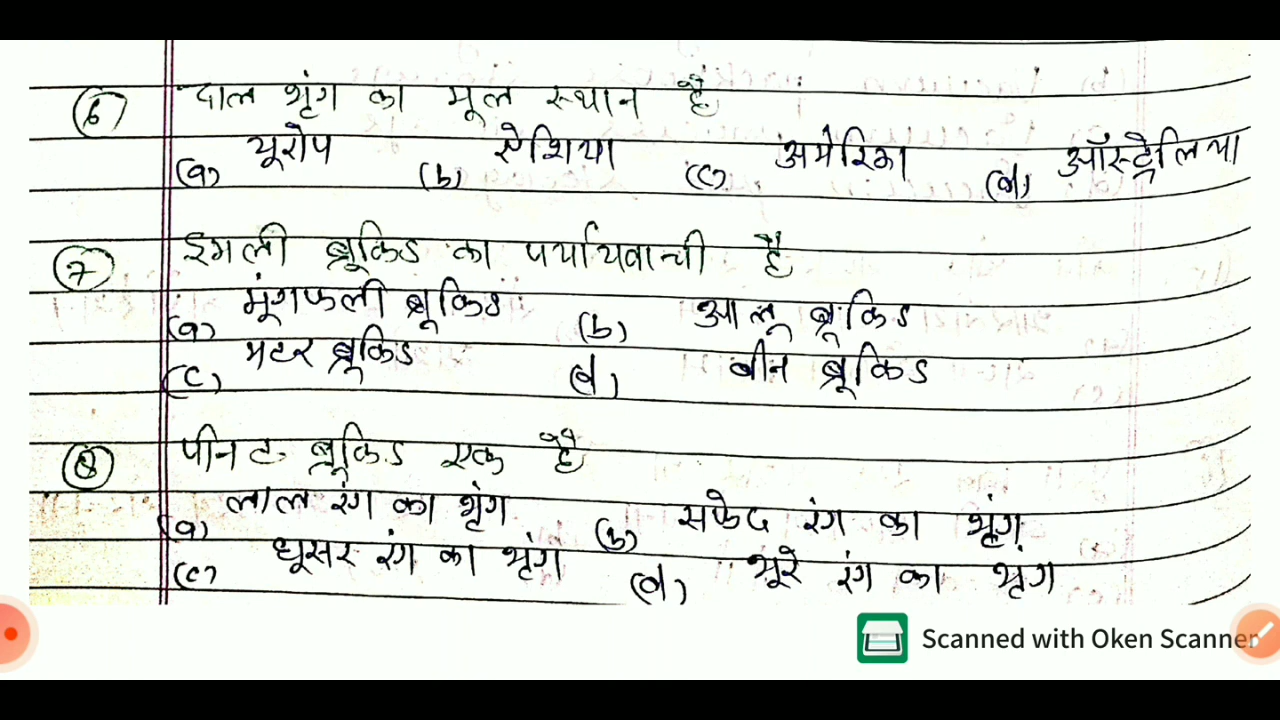 6 दाल भृंग का मूल स्थान है
(a) यूरोप (b) ऐशिया (c) अमेरिका (d) ऑस्ट्रेलिया
7 इमली ब्रूकिड का पर्यायवाची है
(a) मूंगफली ब्रूकिड (b) आलू ब्रूकिड
(c) मटर ब्रूकिड (d) बीन ब्रूकिड
8 पीनट ब्रूकिड एक है
(a) लाल रंग का भृंग (b) सफेद रंग का भृंग
(c) धूसर रंग का भृंग (d) भूरे रंग का भृंग
Scanned with Oken Scanner